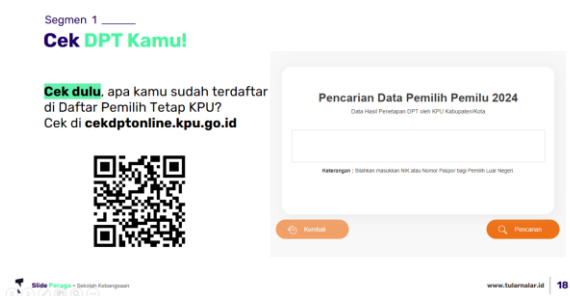 Segmen 1
Cek DPT Kamu!
Cek dulu, apa kamu sudah terdaftar
di Daftar Pemilih Tetap KPU?
Cek di cekdptonline.kpu.go.id
Pencarian Data Pemilih Pemilu 2024
Data Hasil Penetapan DPT oleh KPU Kabupaten/Kota
Keterangan : Silahkan masukkan NIK atau Nomor Paspor bagi Pemilih Luar Negeri.
Kembali
Pencarian
Slide Peraga - Sekolah Kebangsaan
www.tularnalar.id
18